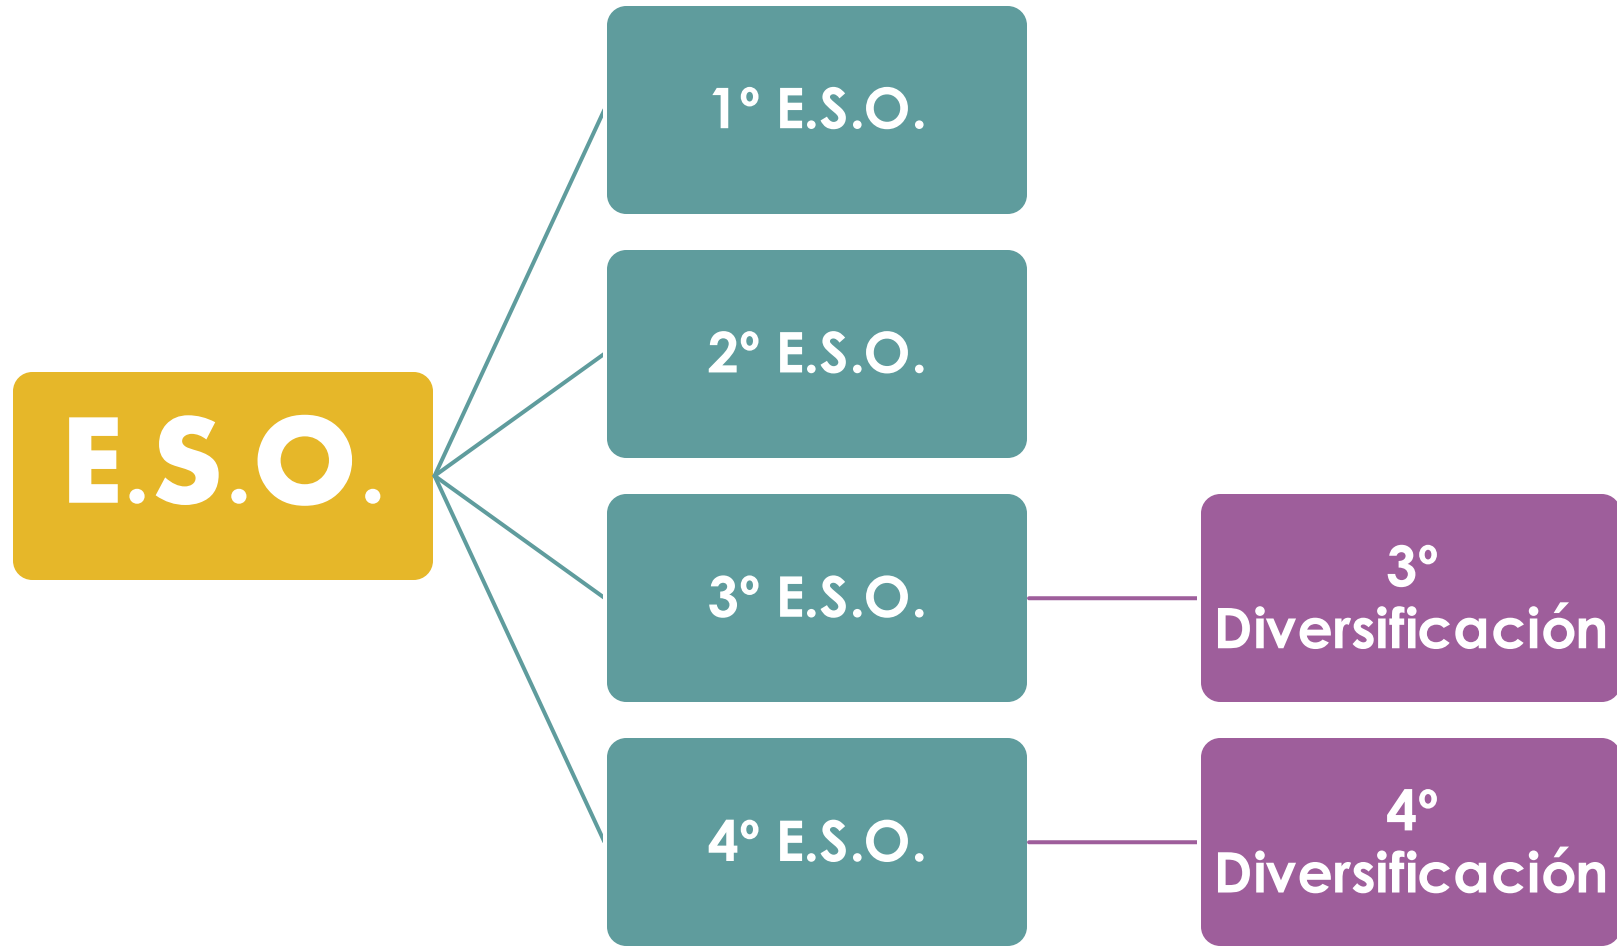 E.S.O.
1º E.S.O.
2º E.S.O.
3º E.S.O.
3º
Diversificación
4º E.S.O.
4º
Diversificación